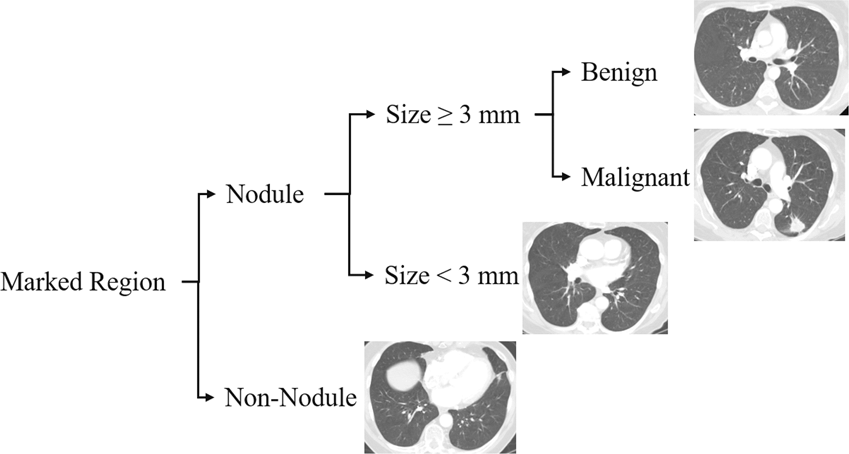 Benign
Size ≥ 3 mm
Malignant
Nodule
Size < 3 mm
Marked Region
Non-Nodule